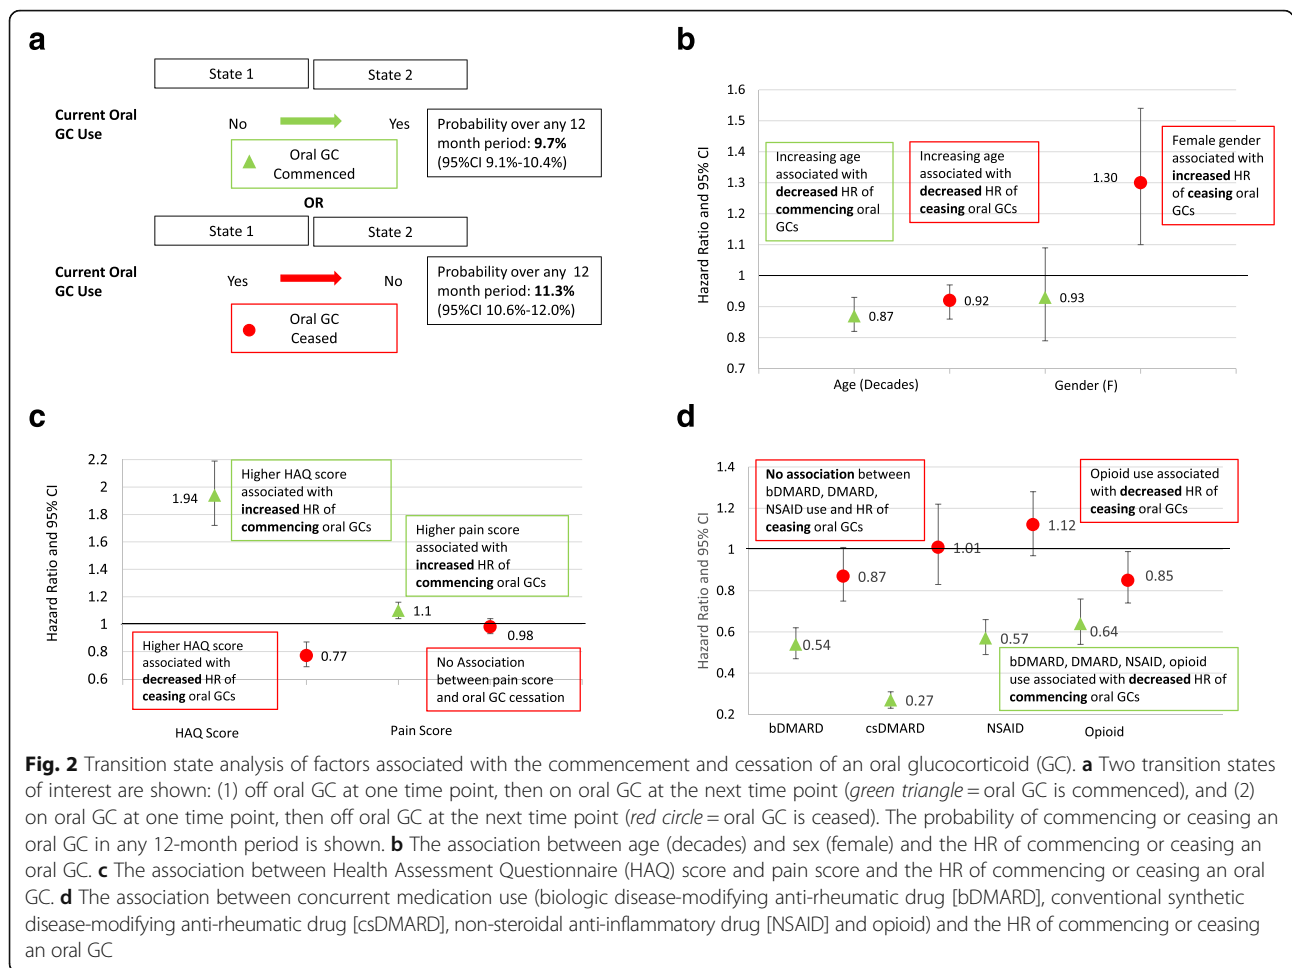 a
State 1
State 2
Current Oral
GC Use
No
Yes
Oral GC
Commenced
Probability over any 12
month period: 9.7%
(95%CI 9.1%-10.4%)
OR
State 1
State 2
Current Oral
GC Use
Yes
No
Oral GC
Ceased
Probability over any 12
month period: 11.3%
(95%CI 10.6%-12.0%)
b
Hazard Ratio and 95% CI
1.6
1.5
1.4
1.3
1.2
1.1
1
0.9
0.8
0.7
Increasing age
associated with
decreased HR of
commencing oral
GCs
Increasing age
associated with
decreased HR of
ceasing oral GCs
Female gender
associated with
increased HR
of ceasing oral
GCs
0.87
0.92
0.93
1.30
Age (Decades)
Gender (F)
c
Hazard Ratio and 95% CI
2.2
2
1.8
1.6
1.4
1.2
1
0.8
0.6
1.94
Higher HAQ score
associated with
increased HR of
commencing oral GCs
Higher pain score
associated with
increased HR of
commencing oral GCs
1.1
0.98
0.77
Higher HAQ score
associated with
decreased HR of
ceasing oral GCs
No Association
between pain score
and oral GC cessation
HAQ Score
Pain Score
d
Hazard Ratio and 95% CI
1.4
1.2
1
0.8
0.6
0.4
0.2
No association between
bDMARD, DMARD,
NSAID use and HR of
ceasing oral GCs
Opioid use associated
with decreased HR of
ceasing oral GCs
0.54
0.87
0.27
1.01
0.57
1.12
0.64
0.85
bDMARD, DMARD, NSAID, opioid
use associated with decreased HR of
commencing oral GCs
bDMARD
csDMARD
NSAID
Opioid
Fig. 2 Transition state analysis of factors associated with the commencement and cessation of an oral glucocorticoid (GC). a Two transition states
of interest are shown: (1) off oral GC at one time point, then on oral GC at the next time point (green triangle = oral GC is commenced), and (2)
on oral GC at one time point, then off oral GC at the next time point (red circle = oral GC is ceased). The probability of commencing or ceasing an
oral GC in any 12-month period is shown. b The association between age (decades) and sex (female) and the HR of commencing or ceasing an
oral GC. c The association between Health Assessment Questionnaire (HAQ) score and pain score and the HR of commencing or ceasing an oral
GC. d The association between concurrent medication use (biologic disease-modifying anti-rheumatic drug [bDMARD], conventional synthetic
disease-modifying anti-rheumatic drug [csDMARD], non-steroidal anti-inflammatory drug [NSAID] and opioid) and the HR of commencing or ceasing
an oral GC